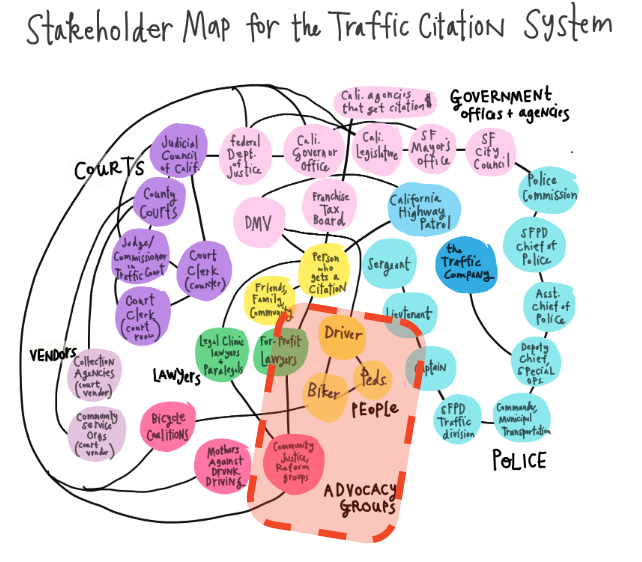 Stakeholder Map for the Traffic Citation System
Cali. agencies
that get citation $
GOVERNMENT
offices + agencies
COURTS
Judicial
Council
of Calif.
federal
Dept.
of
Justice
Cali.
Governor
office
Cali.
Legislative
SF
Mayors
office
SF
City
Council
Police
Commission
County
Courts
DMV
Franchise
Tax
Board
California
Highway
Patrol
SFPD
Chief of
Police
Judge/
Commissioner
in
Traffic Court
Court
Clerk
(counter)
Person
who
gets a
Citation
Sergeant
the
Traffic
Company
Asst.
Chief of
Police
Court
Clerk
(court
room)
Friends,
Family,
Community
Lieutenant
VENDORS
Collection
Agencies
(court
vendor)
LAWYERS
Legal Clinic
lawyers
+
Paralegals
For-Profit
Lawyers
Driver
Captain
Deputy
Chief,
Special
ops.
Biker
Peds.
PEOPLE
Community
Service
Orgs
(court
vendor)
Bicycle
Coalitions
SFPD
Traffic
division
Commander,
Municipal
Transportation
POLICE
Mothers
Against
Drunk
Driving
Community
Justice
Reform
groups
ADVOCACY
GROUPS